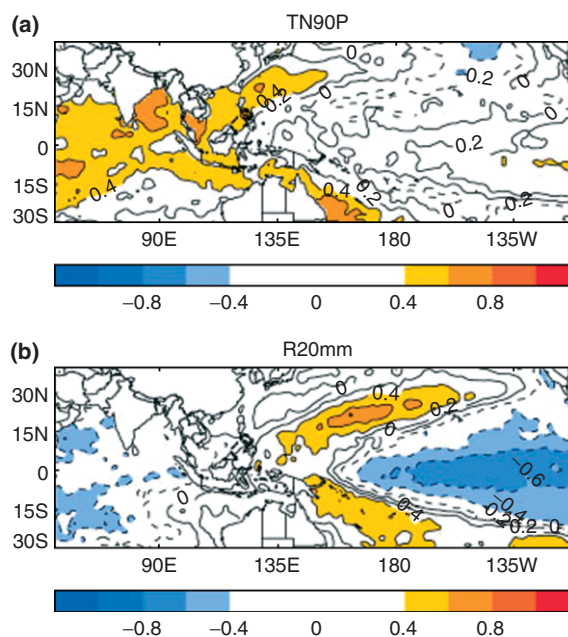 (a) TN90P
30N
15N
0
15S
30S
0 0.2 0 0.4 0.2 0 0
0.2
0.4 0.4 0.2 0 0.2
90E 135E 180 135W
−0.8 −0.4 0 0.4 0.8
(b) R20mm
30N
15N
0
15S
30S
0 0.4 0.2
0
−0.6
0 −0.4
0.4 0.2 0
90E 135E 180 135W
−0.8 −0.4 0 0.4 0.8